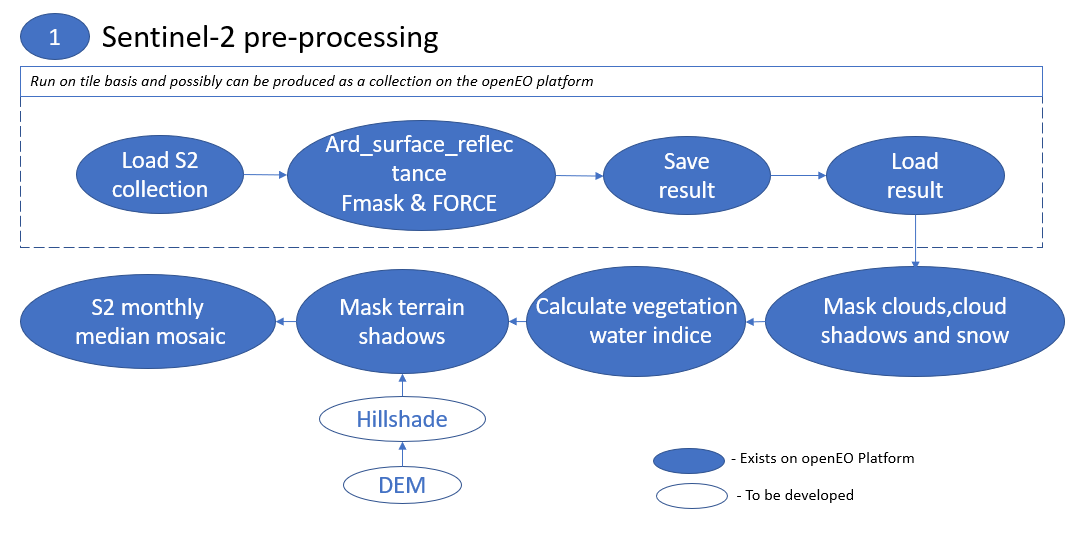 1
Sentinel-2 pre-processing
Run on tile basis and possibly can be produced as a collection on the openEO platform
Load S2
collection
Ard_surface_reflec
tance
Fmask & FORCE
Save
result
Load
result
S2 monthly
median mosaic
Mask terrain
shadows
Calculate vegetation
water indice
Mask clouds,cloud
shadows and snow
Hillshade
DEM
- Exists on openEO Platform
- To be developed